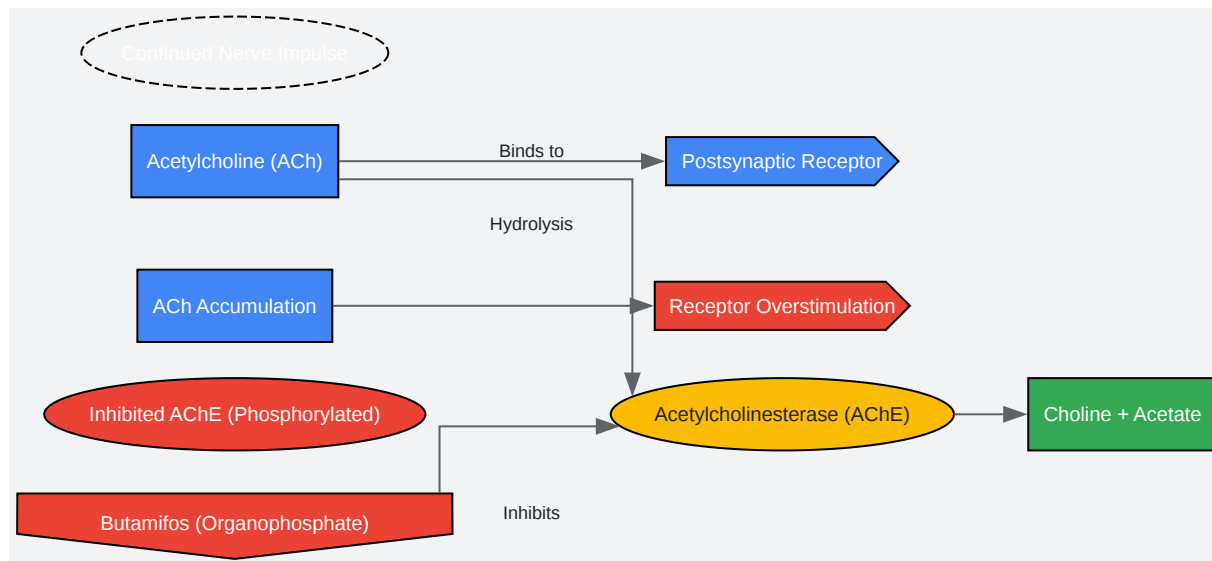 Continued Nerve Impulse
Acetylcholine (ACh)
Binds to
Postsynaptic Receptor
Hydrolysis
ACh Accumulation
Receptor Overstimulation
Inhibited AChE (Phosphorylated)
Acetylcholinesterase (AChE)
Choline + Acetate
Butamifos (Organophosphate)
Inhibits